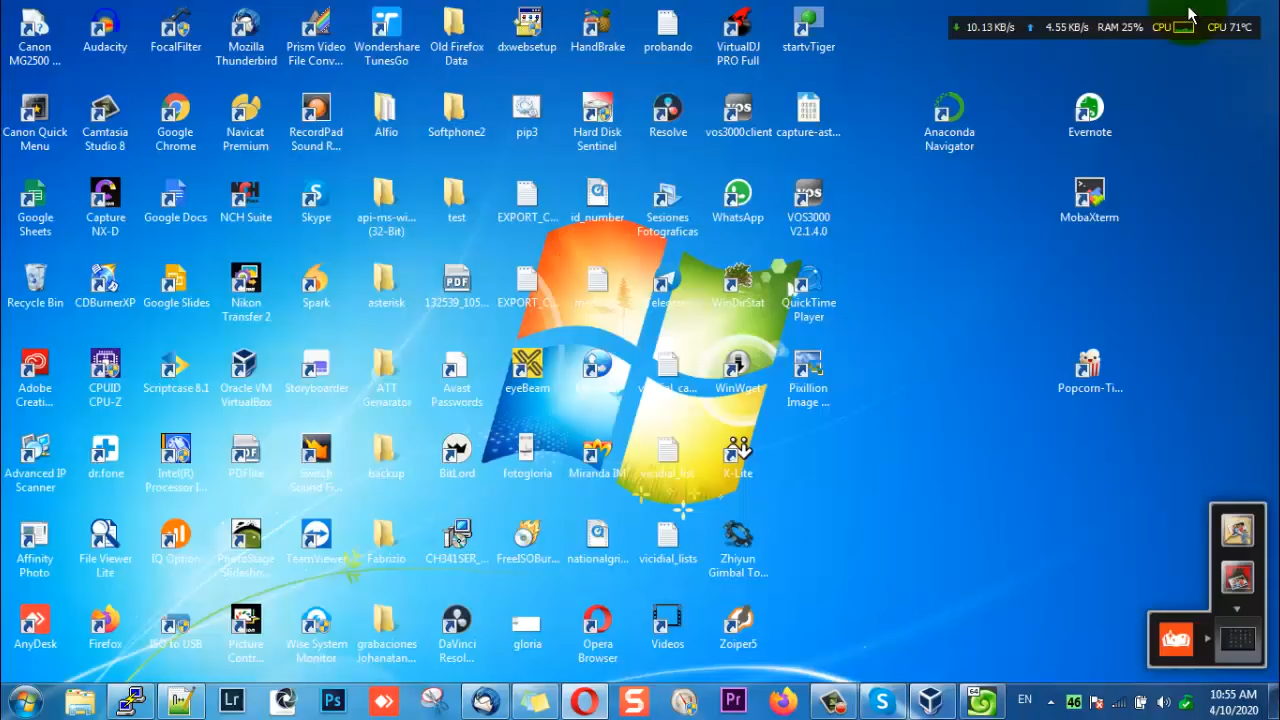 10.13 KB/s 4.55 KB/s RAM 25% CPU CPU 71°C
Canon
MG2500 ...
Audacity
FocalFilter
Mozilla
Thunderbird
Prism Video
File Conv...
Wondershare
TunesGo
Old Firefox
Data
dxwebsetup
HandBrake
probando
VirtualDJ
PRO Full
startvTiger
Canon Quick
Menu
Camtasia
Studio 8
Google
Chrome
Navicat
Premium
RecordPad
Sound R...
Alfio
Softphone2
pip3
Hard Disk
Sentinel
Resolve
vos3000client
capture-ast...
Anaconda
Navigator
Evernote
Google
Sheets
Capture
NX-D
Google Docs
NCH Suite
Skype
api-ms-wi...
(32-Bit)
test
EXPORT_C...
id_number
Sesiones
Fotograficas
WhatsApp
VOS3000
V2.1.4.0
MobaXterm
Recycle Bin
CDBurnerXP
Google Slides
Nikon
Transfer 2
Spark
asterisk
PDF
132539_105...
EXPORT_C...
Telegram
WinDirStat
QuickTime
Player
Adobe
Creati...
CPUID
CPU-Z
Scriptcase 8.1
Oracle VM
VirtualBox
Storyboarder
ATT
Genarator
Avast
Passwords
eyeBeam
WinWget
Pixillion
Image ...
Popcorn-Ti...
Advanced IP
Scanner
dr.fone
Intel(R)
Processor I...
PDFlite
Switch
Sound Fi...
backup
BitLord
fotogloria
Miranda IM
vicidial_list
X-Lite
Affinity
Photo
File Viewer
Lite
IQ Option
PhotoStage
Slidesho...
TeamViewer
Fabrizio
CH341SER_...
FreeISOBur...
nationalgri...
vicidial_lists
Zhiyun
Gimbal To...
AnyDesk
Firefox
ISO to USB
Picture
Contr...
Wise System
Monitor
grabaciones
Johanatan...
DaVinci
Resol...
gloria
Opera
Browser
Videos
Zoiper5
Lr Ps S Pr S 64 EN 46 10:55 AM
4/10/2020